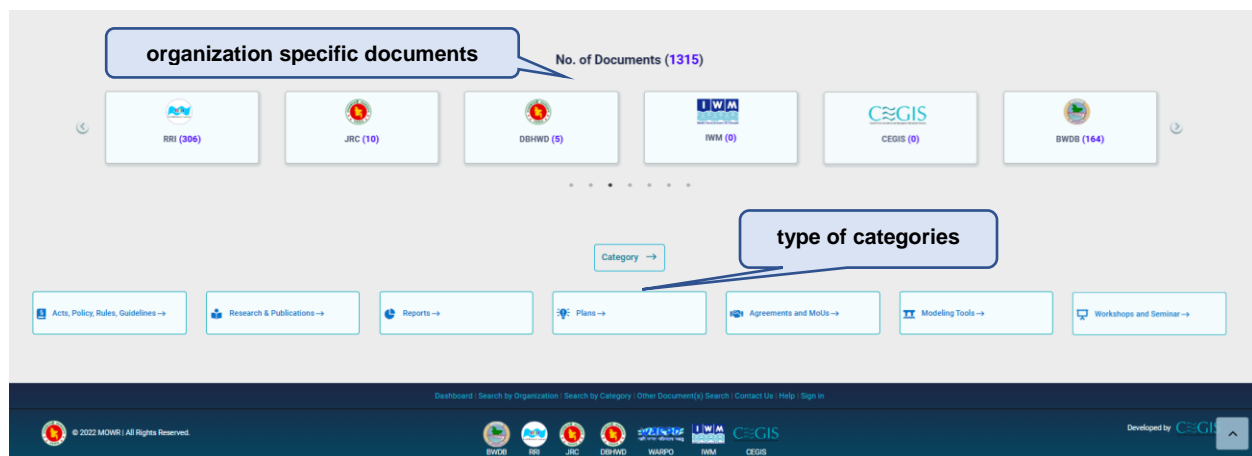 organization specific documents
No. of Documents (1315)
RRI (306)
JRC (10)
DBHWD (5)
IWM
IWM (0)
CEGIS
CEGIS (0)
BWDB (164)
type of categories
Category →
Acts, Policy, Rules, Guidelines →
Research & Publications →
Reports →
Plans →
Agreements and MoUs →
Modeling Tools →
Workshops and Seminar →
Dashboard | Search by Organization | Search by Category | Other Document(s) Search | Contact Us | Help | Sign in
© 2022 MOWR | All Rights Reserved.
IWM
CEGIS
BWDB RRI JRC DBHWD WARPO IWM CEGIS
Developed by CEGIS